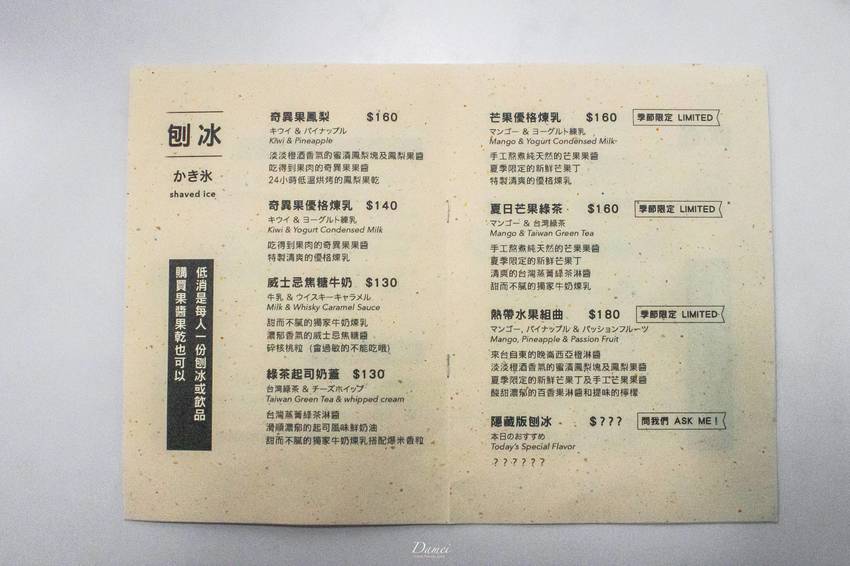 刨冰
かき氷
shaved ice
低消是每人一份刨冰或飲品
購買果醬果乾也可以
奇異果鳳梨 $160
キウイ & パイナップル
Kiwi & Pineapple
淡淡橙酒香氣的蜜漬鳳梨塊及鳳梨果醬
吃得到果肉的奇異果果醬
24小時低溫烘烤的鳳梨果乾
奇異果優格煉乳 $140
キウイ & ヨーグルト練乳
Kiwi & Yogurt Condensed Milk
吃得到果肉的奇異果果醬
特製清爽的優格煉乳
威士忌焦糖牛奶 $130
牛乳 & ウイスキーキャラメル
Milk & Whisky Caramel Sauce
甜而不膩的獨家牛奶煉乳
濃郁香氣的威士忌焦糖醬
碎核桃粒（會過敏的不能吃哦）
綠茶起司奶蓋 $130
台灣緑茶 & チーズホイップ
Taiwan Green Tea & whipped cream
台灣蒸菁綠茶淋醬
滑順濃郁的起司風味鮮奶油
甜而不膩的獨家牛奶煉乳搭配爆米香粒
芒果優格煉乳 $160 季節限定 LIMITED
マンゴー & ヨーグルト練乳
Mango & Yogurt Condensed Milk
手工熬煮純天然的芒果果醬
夏季限定的新鮮芒果丁
特製清爽的優格煉乳
夏日芒果綠茶 $160 季節限定 LIMITED
マンゴー & 台灣緑茶
Mango & Taiwan Green Tea
手工熬煮純天然的芒果果醬
夏季限定的新鮮芒果丁
清爽的台灣蒸菁綠茶淋醬
甜而不膩的獨家牛奶煉乳
熱帶水果組曲 $180 季節限定 LIMITED
マンゴー, パイナップル & パッションフルーツ
Mango, Pineapple & Passion Fruit
來自台東的晚崙西亞橙淋醬
淡淡橙酒香氣的蜜漬鳳梨塊及鳳梨果醬
夏季限定的新鮮芒果丁及手工芒果果醬
酸甜濃郁的百香果淋醬和提味的檸檬
隱藏版刨冰 $??? 問我們 ASK ME!
本日のおすすめ
Today's Special Flavor
??????
Damei